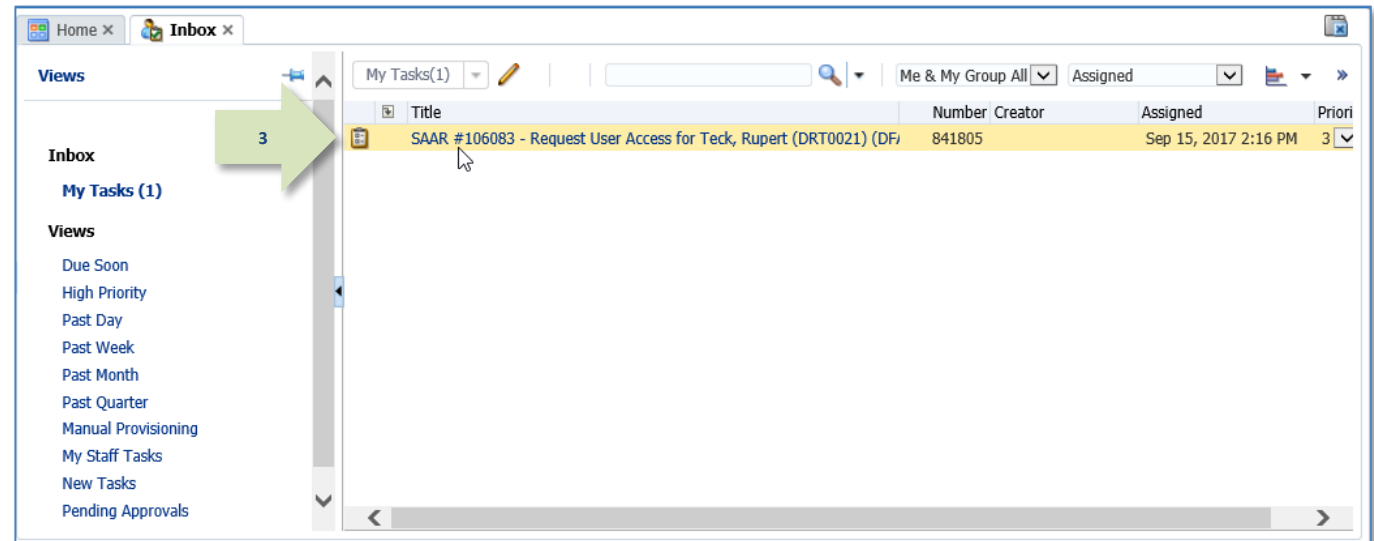 Home × Inbox ×
Views
3
Inbox
My Tasks (1)
Views
Due Soon
High Priority
Past Day
Past Week
Past Month
Past Quarter
Manual Provisioning
My Staff Tasks
New Tasks
Pending Approvals
My Tasks(1) Me & My Group All Assigned »
Title Number Creator Assigned Priori
SAAR #106083 - Request User Access for Teck, Rupert (DRT0021) (DFA 841805 Sep 15, 2017 2:16 PM 3